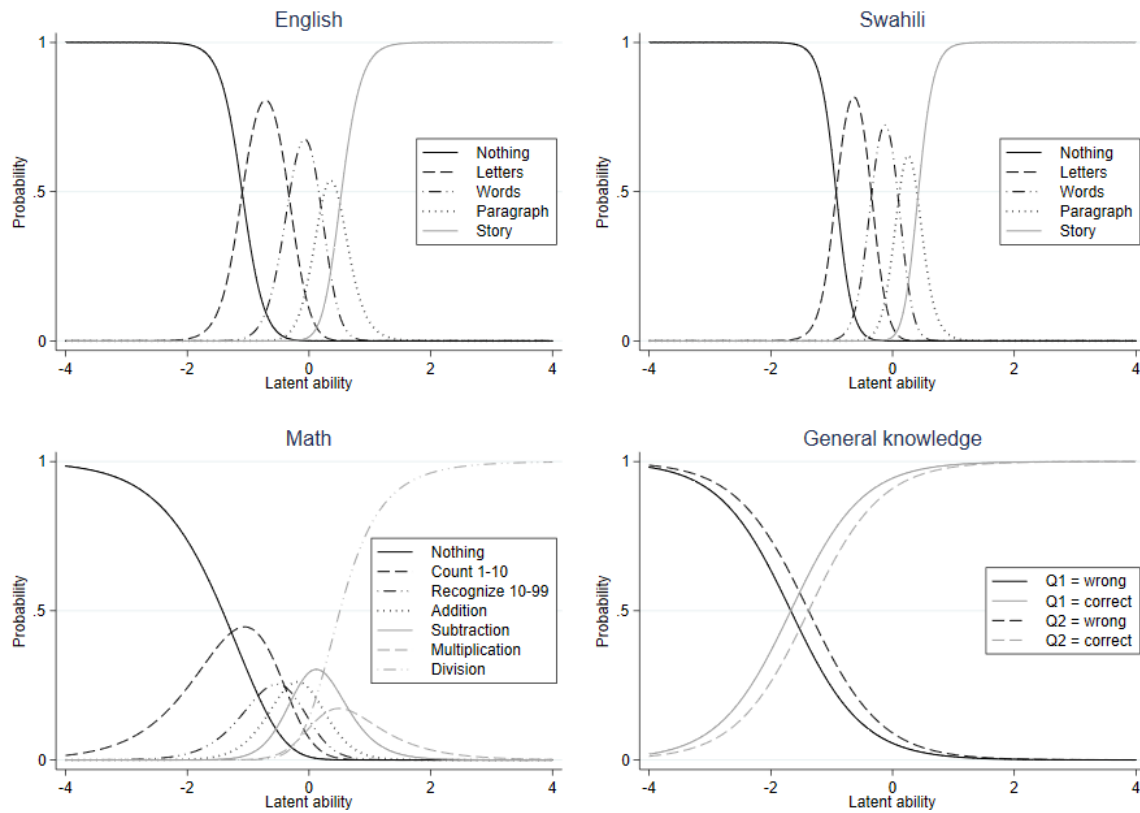 English
Probability
1
.5
0
-4
-2
0
2
4
Latent ability
Nothing
Letters
Words
Paragraph
Story
Swahili
Probability
1
.5
0
-4
-2
0
2
4
Latent ability
Nothing
Letters
Words
Paragraph
Story
Math
Probability
1
.5
0
-4
-2
0
2
4
Latent ability
Nothing
Count 1-10
Recognize 10-99
Addition
Subtraction
Multiplication
Division
General knowledge
Probability
1
.5
0
-4
-2
0
2
4
Latent ability
Q1 = wrong
Q1 = correct
Q2 = wrong
Q2 = correct